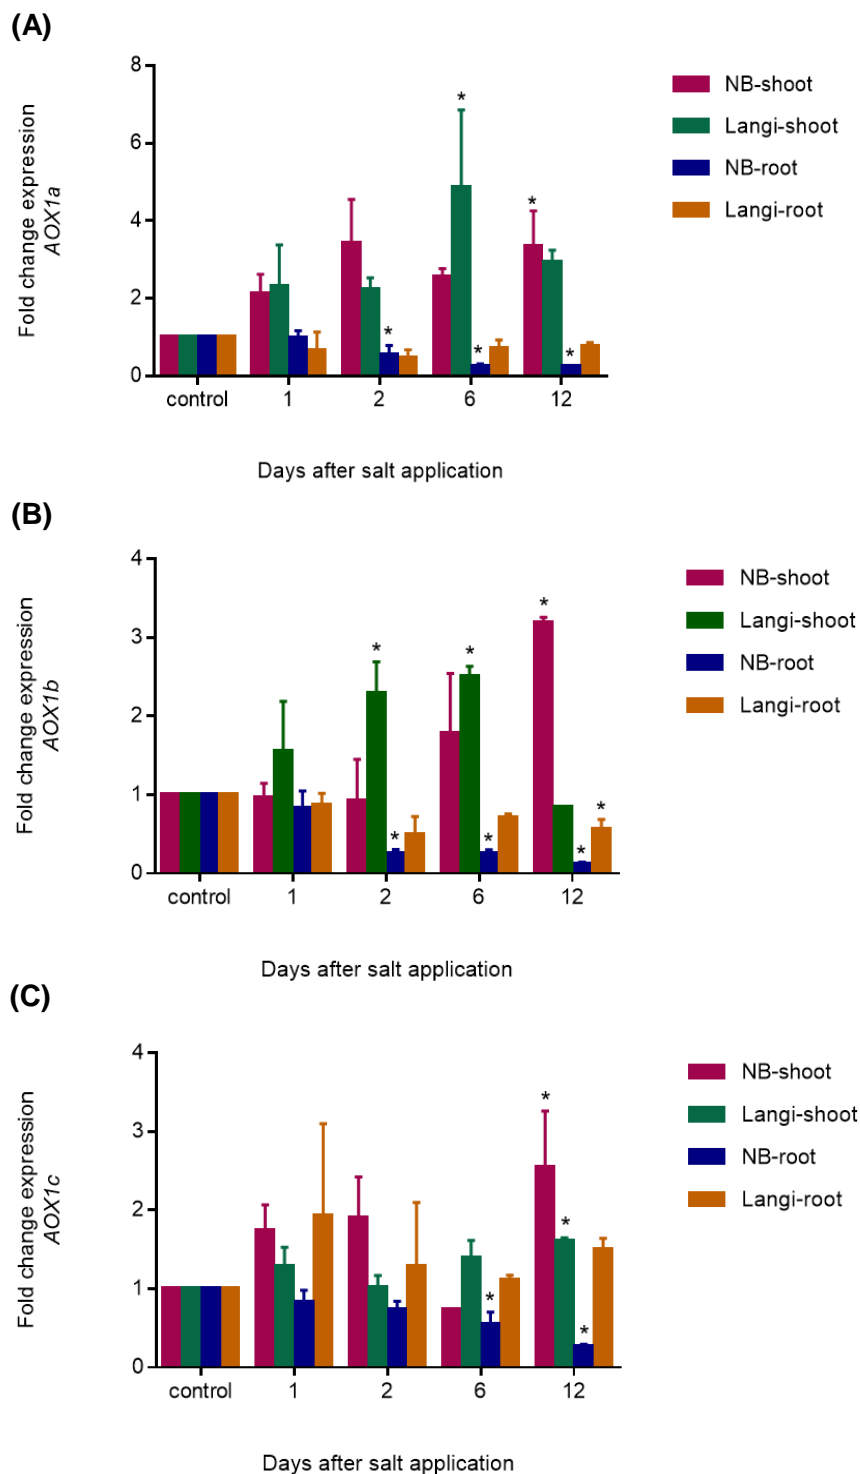 (A)
Fold change expression
AOX1a
8
6
4
2
0
* * * * *
control 1 2 6 12
Days after salt application
NB-shoot
Langi-shoot
NB-root
Langi-root
(B)
Fold change expression
AOX1b
4
3
2
1
0
* * * * * * *
control 1 2 6 12
Days after salt application
NB-shoot
Langi-shoot
NB-root
Langi-root
(C)
Fold change expression
AOX1c
4
3
2
1
0
* * * *
control 1 2 6 12
Days after salt application
NB-shoot
Langi-shoot
NB-root
Langi-root